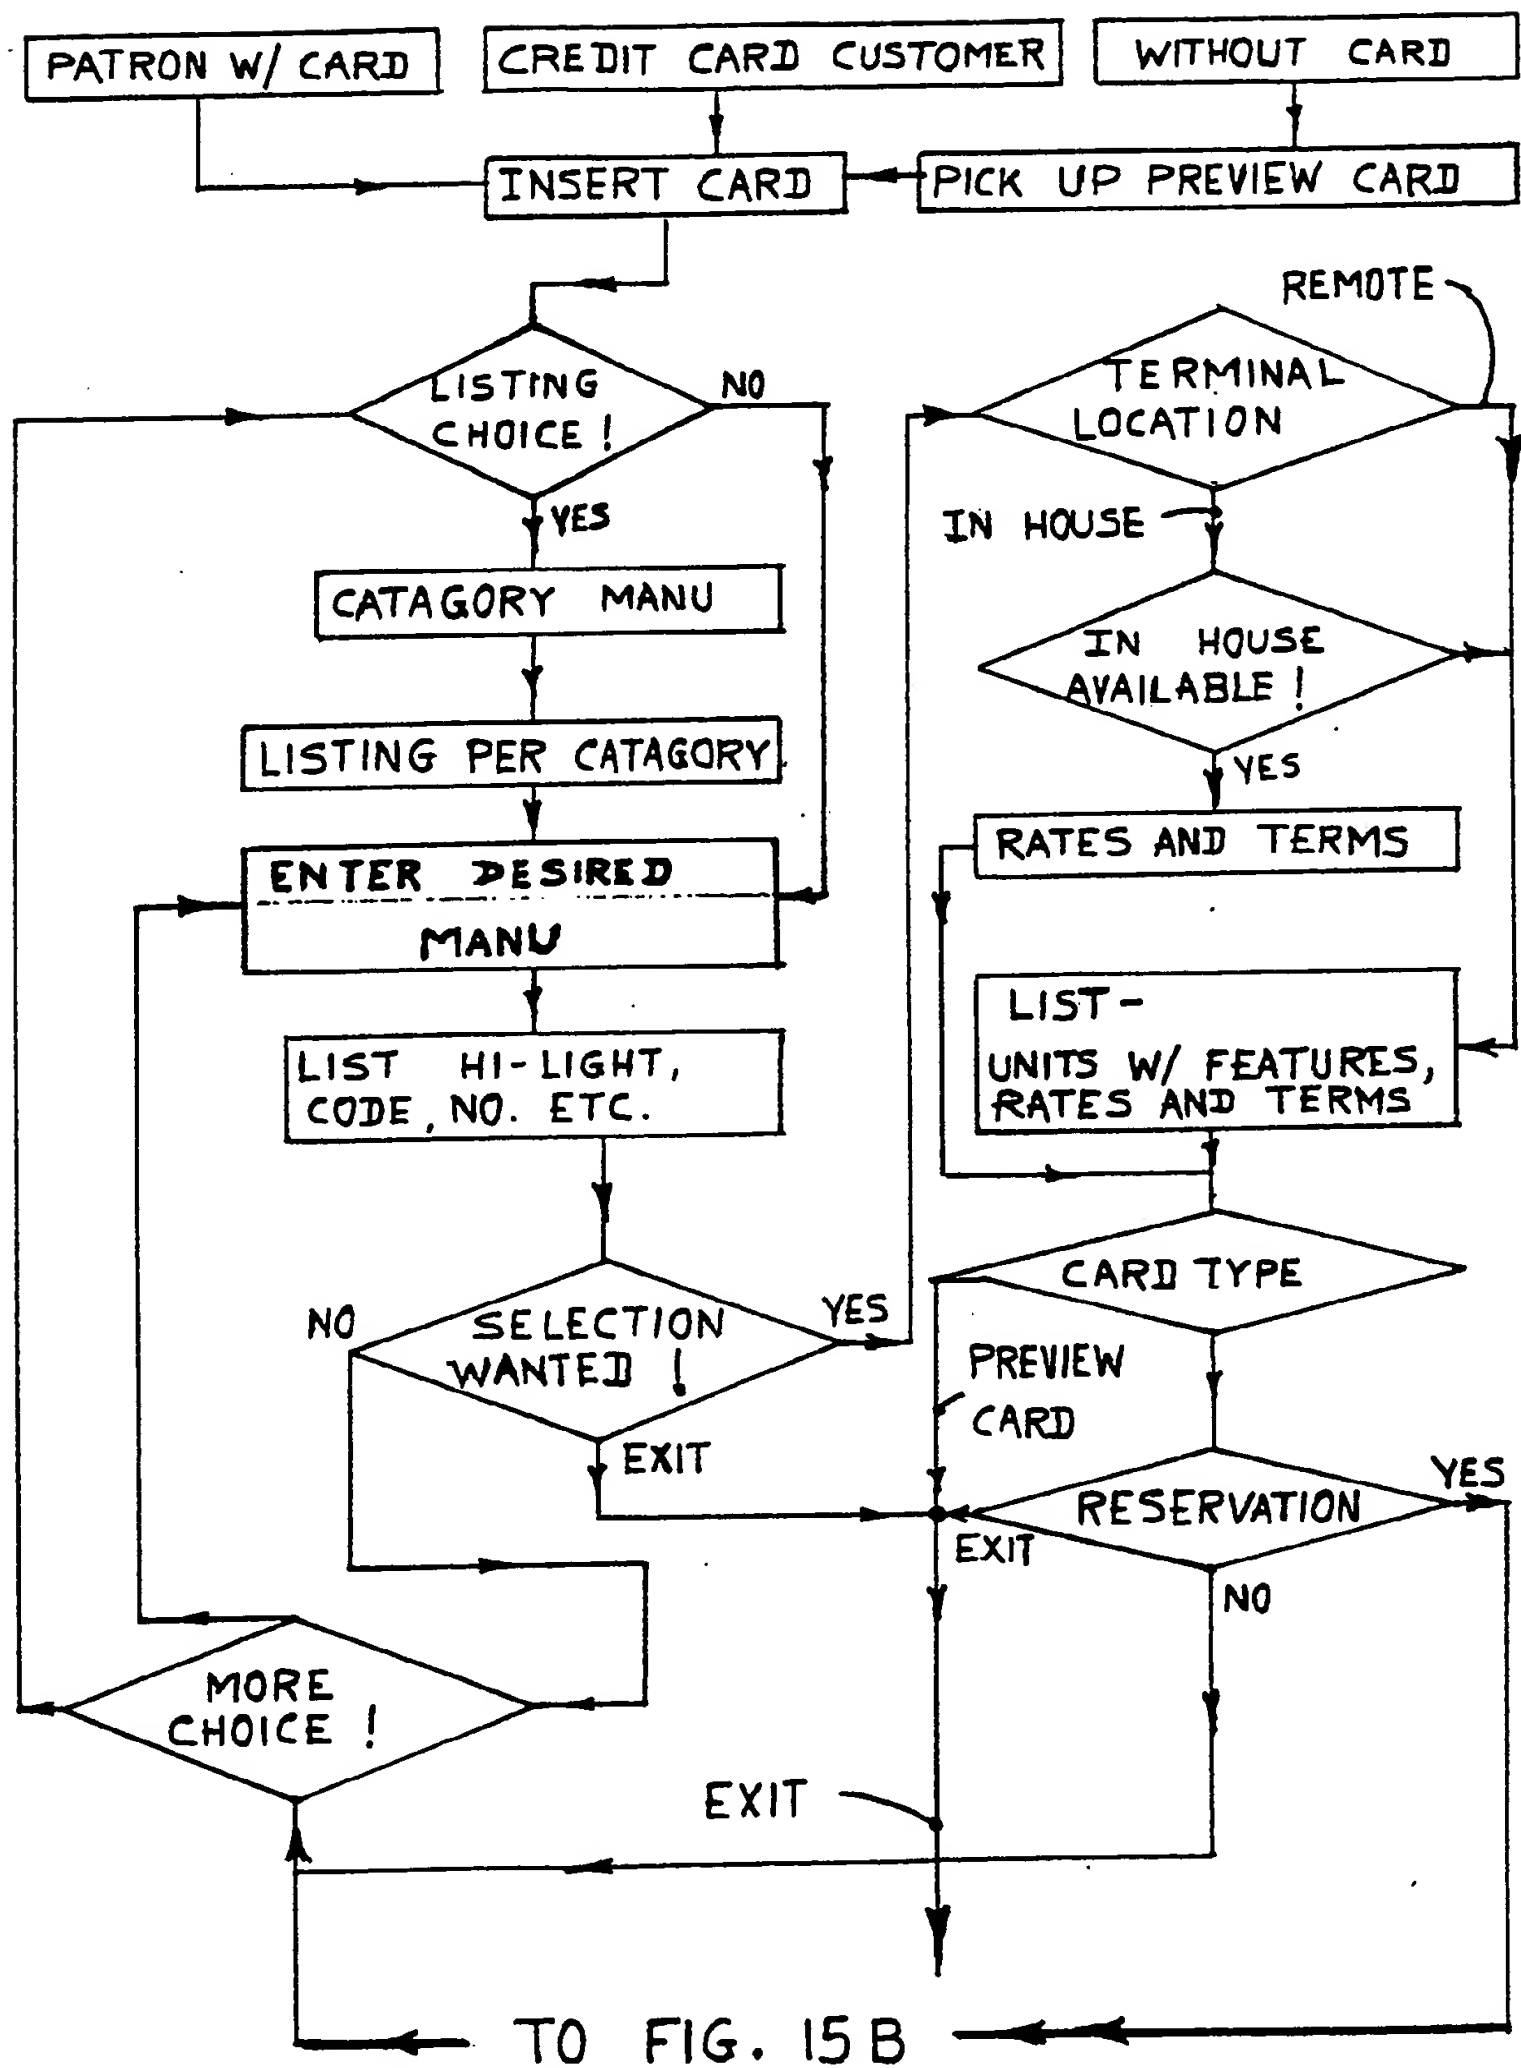 PATRON W/ CARD
CREDIT CARD CUSTOMER
WITHOUT CARD
INSERT CARD
PICK UP PREVIEW CARD
LISTING
CHOICE!
NO
YES
CATAGORY MANU
LISTING PER CATAGORY
ENTER DESIRED
MANU
LIST HI-LIGHT,
CODE, NO. ETC.
SELECTION
WANTED!
NO
YES
EXIT
MORE
CHOICE!
REMOTE
TERMINAL
LOCATION
IN HOUSE
IN HOUSE
AVAILABLE!
YES
RATES AND TERMS
LIST-
UNITS W/ FEATURES,
RATES AND TERMS
CARD TYPE
PREVIEW
CARD
RESERVATION
YES
EXIT
NO
EXIT
TO FIG. 15B